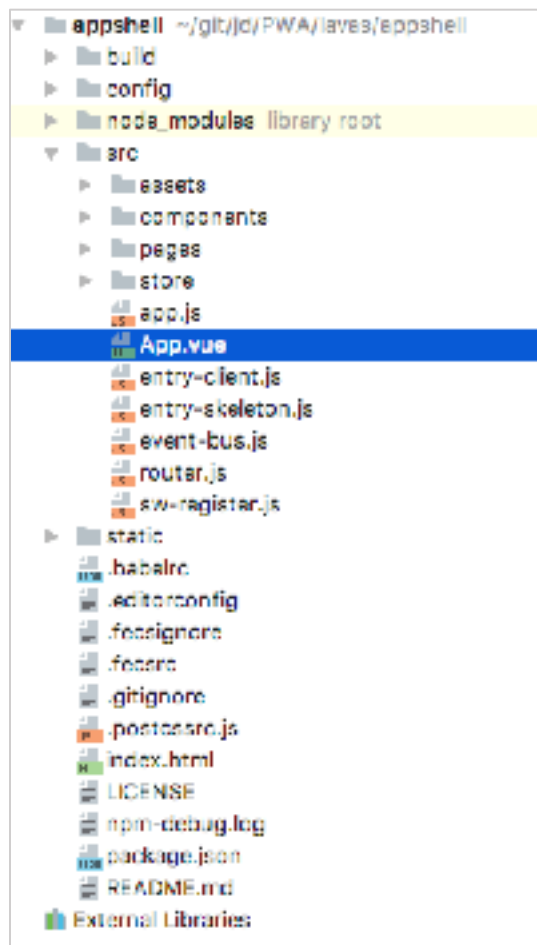 appshell ~/git/jd/PWA/lavas/appshell
build
config
node_modules library root
src
assets
components
pages
store
app.js
App.vue
entry-client.js
entry-skeleton.js
event-bus.js
router.js
sw-register.js
static
.babelrc
.editorconfig
.fecsignore
.fecsrc
.gitignore
.postcssrc.js
index.html
LICENSE
npm-debug.log
package.json
README.md
External Libraries